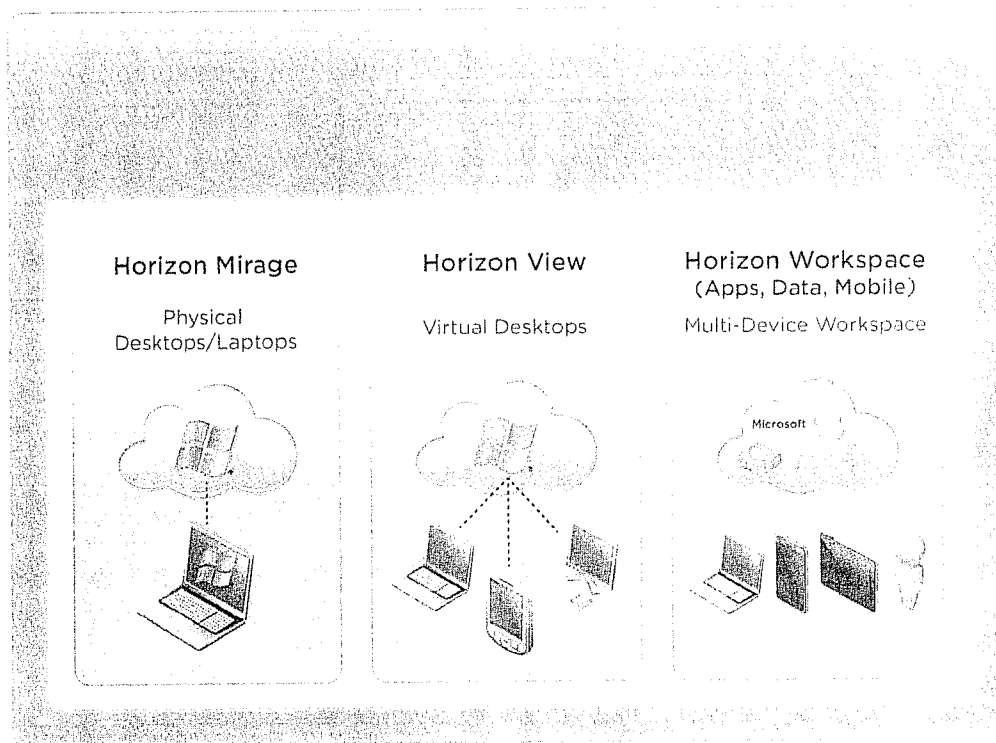 Horizon Mirage
Physical
Desktops/Laptops
Horizon View
Virtual Desktops
Horizon Workspace
(Apps, Data, Mobile)
Multi-Device Workspace
Microsoft